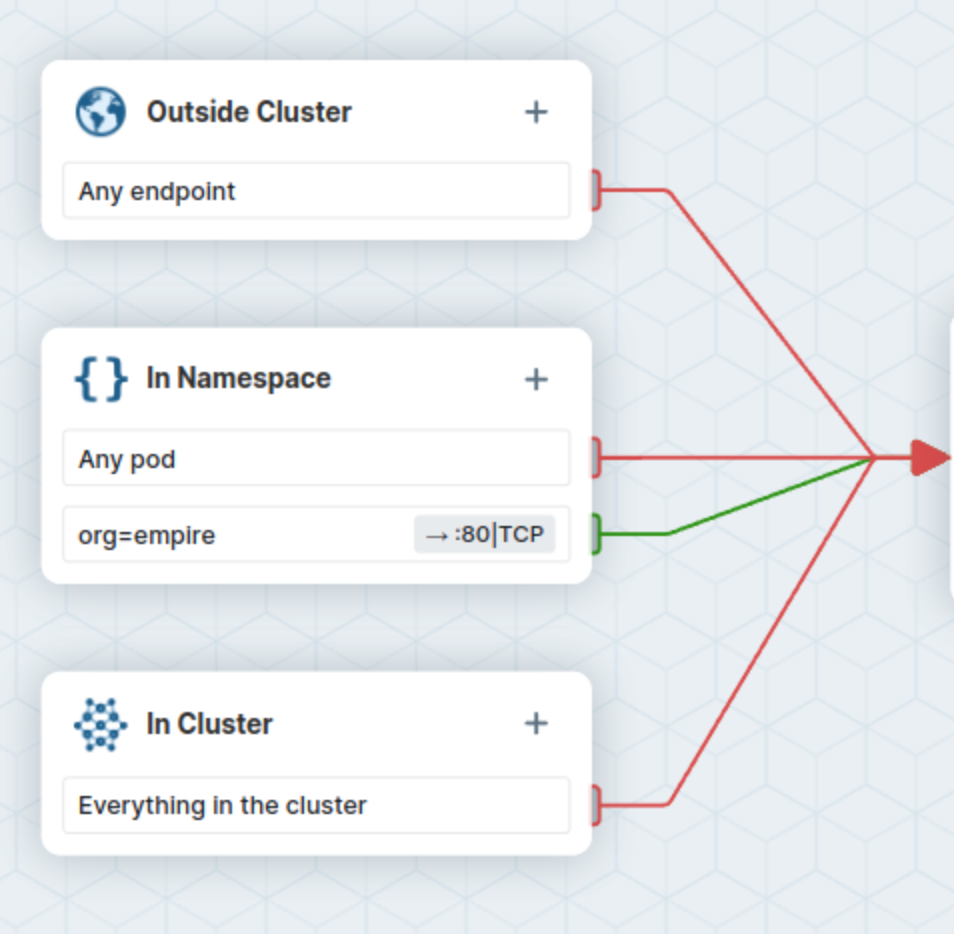 Outside Cluster
Any endpoint
In Namespace
Any pod
org=empire → :80|TCP
In Cluster
Everything in the cluster